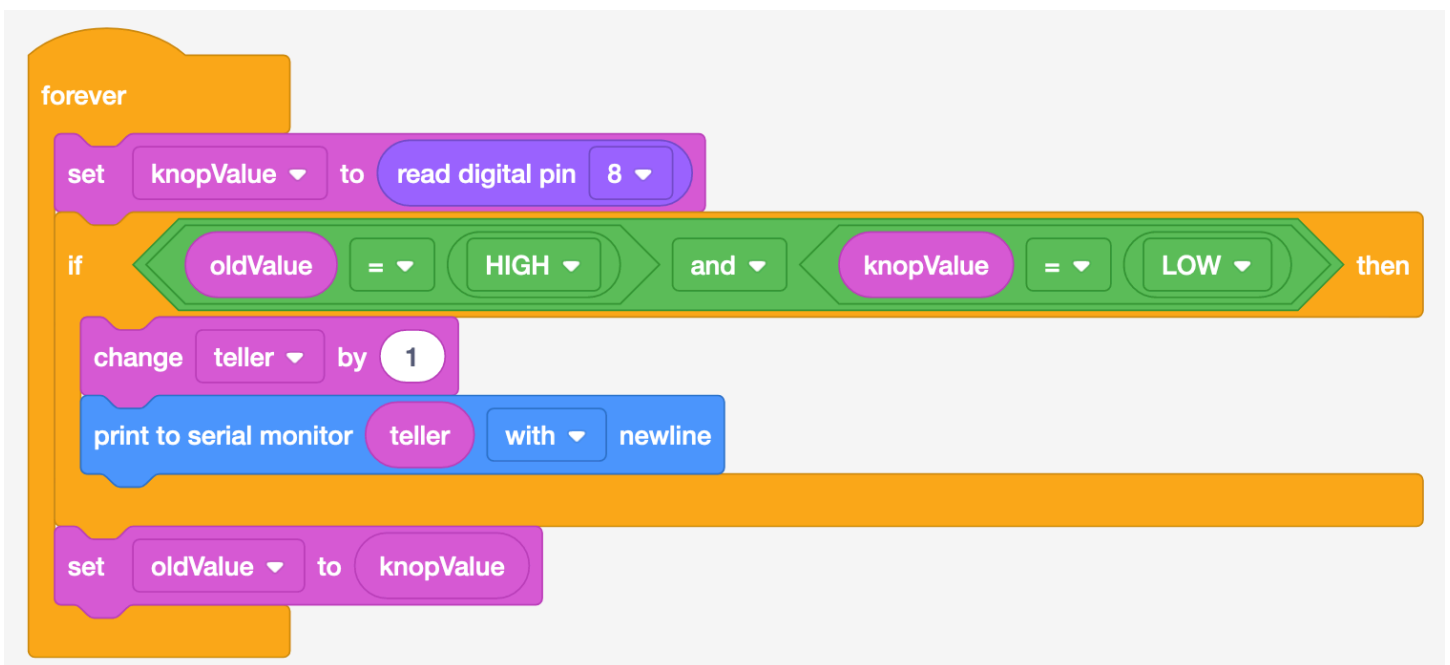 forever
set knopValue to read digital pin 8
if oldValue = HIGH and knopValue = LOW then
change teller by 1
print to serial monitor teller with newline
set oldValue to knopValue